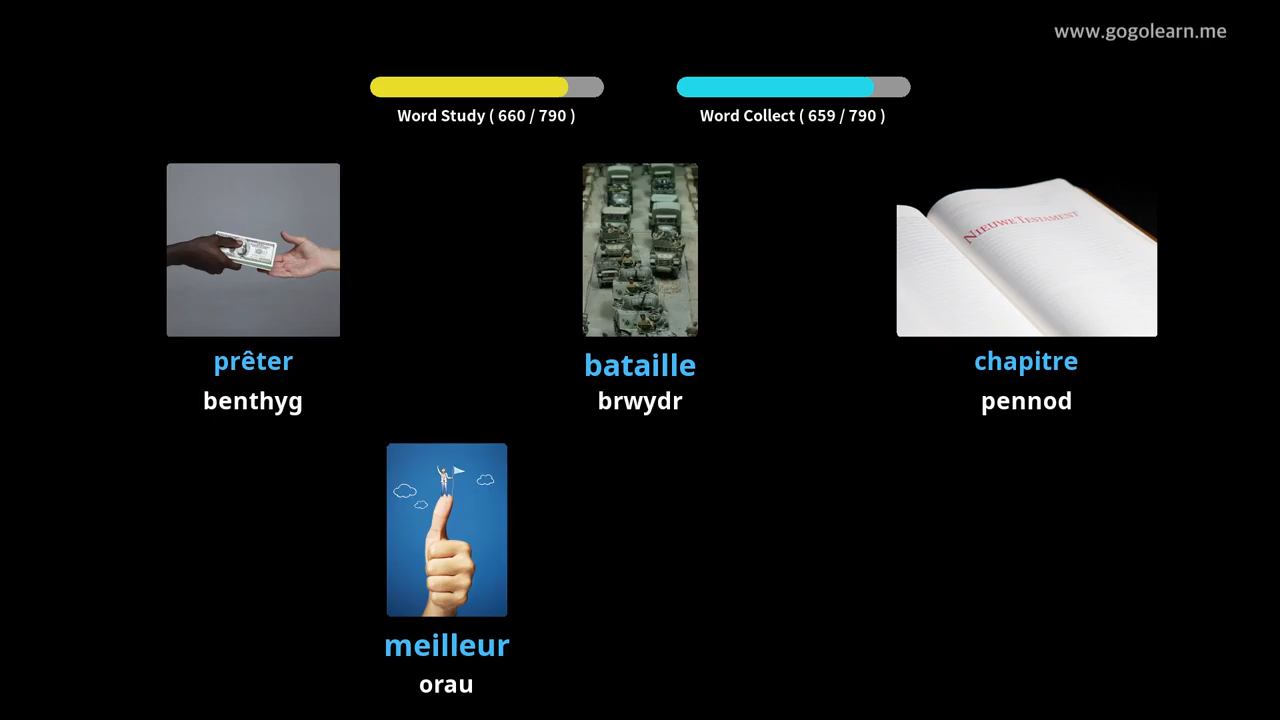 www.gogolearn.me
Word Study ( 660 / 790 )
Word Collect ( 659 / 790 )
NIEUWE TESTAMENT
prêter
bataille
chapitre
benthyg
brwydr
pennod
meilleur
orau